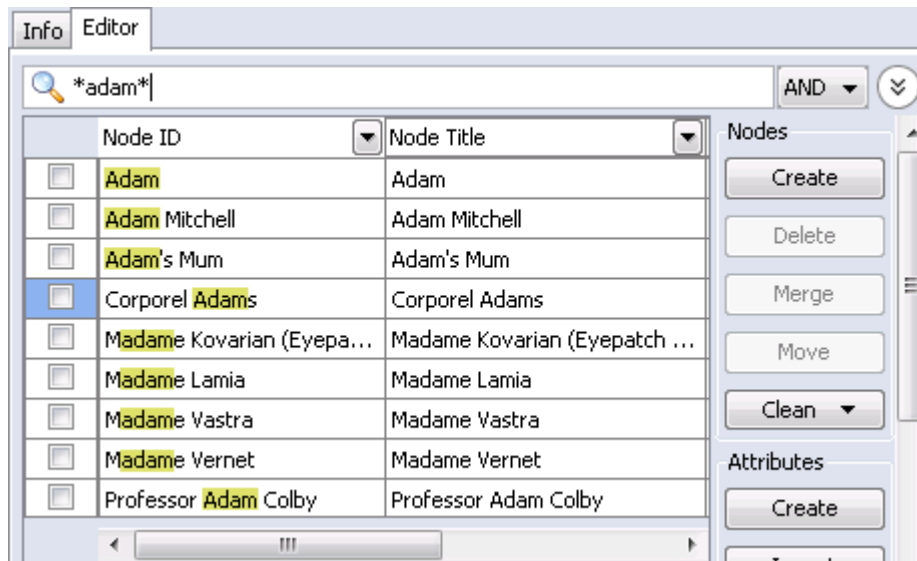 Info Editor
*adam* AND
Node ID Node Title Nodes
Adam Adam Create
Adam Mitchell Adam Mitchell
Adam's Mum Adam's Mum Delete
Corporel Adams Corporel Adams Merge
Madame Kovarian (Eyepa... Madame Kovarian (Eyepatch ...
Madame Lamia Madame Lamia Move
Madame Vastra Madame Vastra Clean
Madame Vernet Madame Vernet Attributes
Professor Adam Colby Professor Adam Colby Create